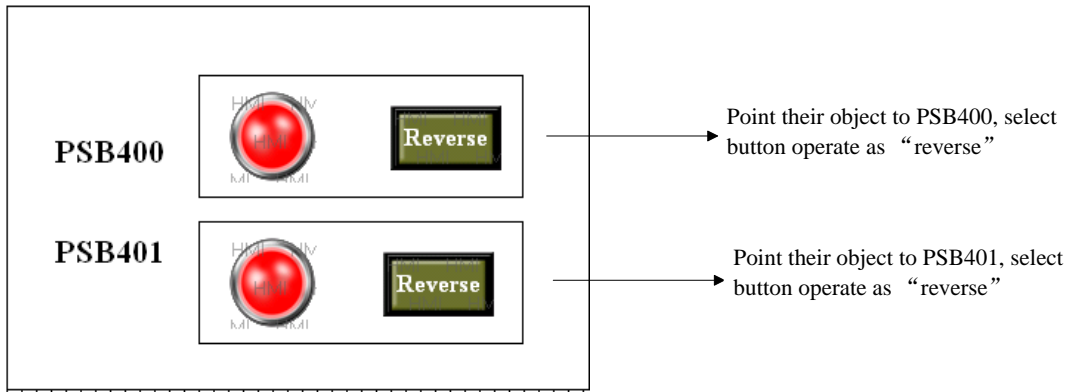 PSB400
Reverse
Point their object to PSB400, select
button operate as “reverse”
PSB401
Reverse
Point their object to PSB401, select
button operate as “reverse”